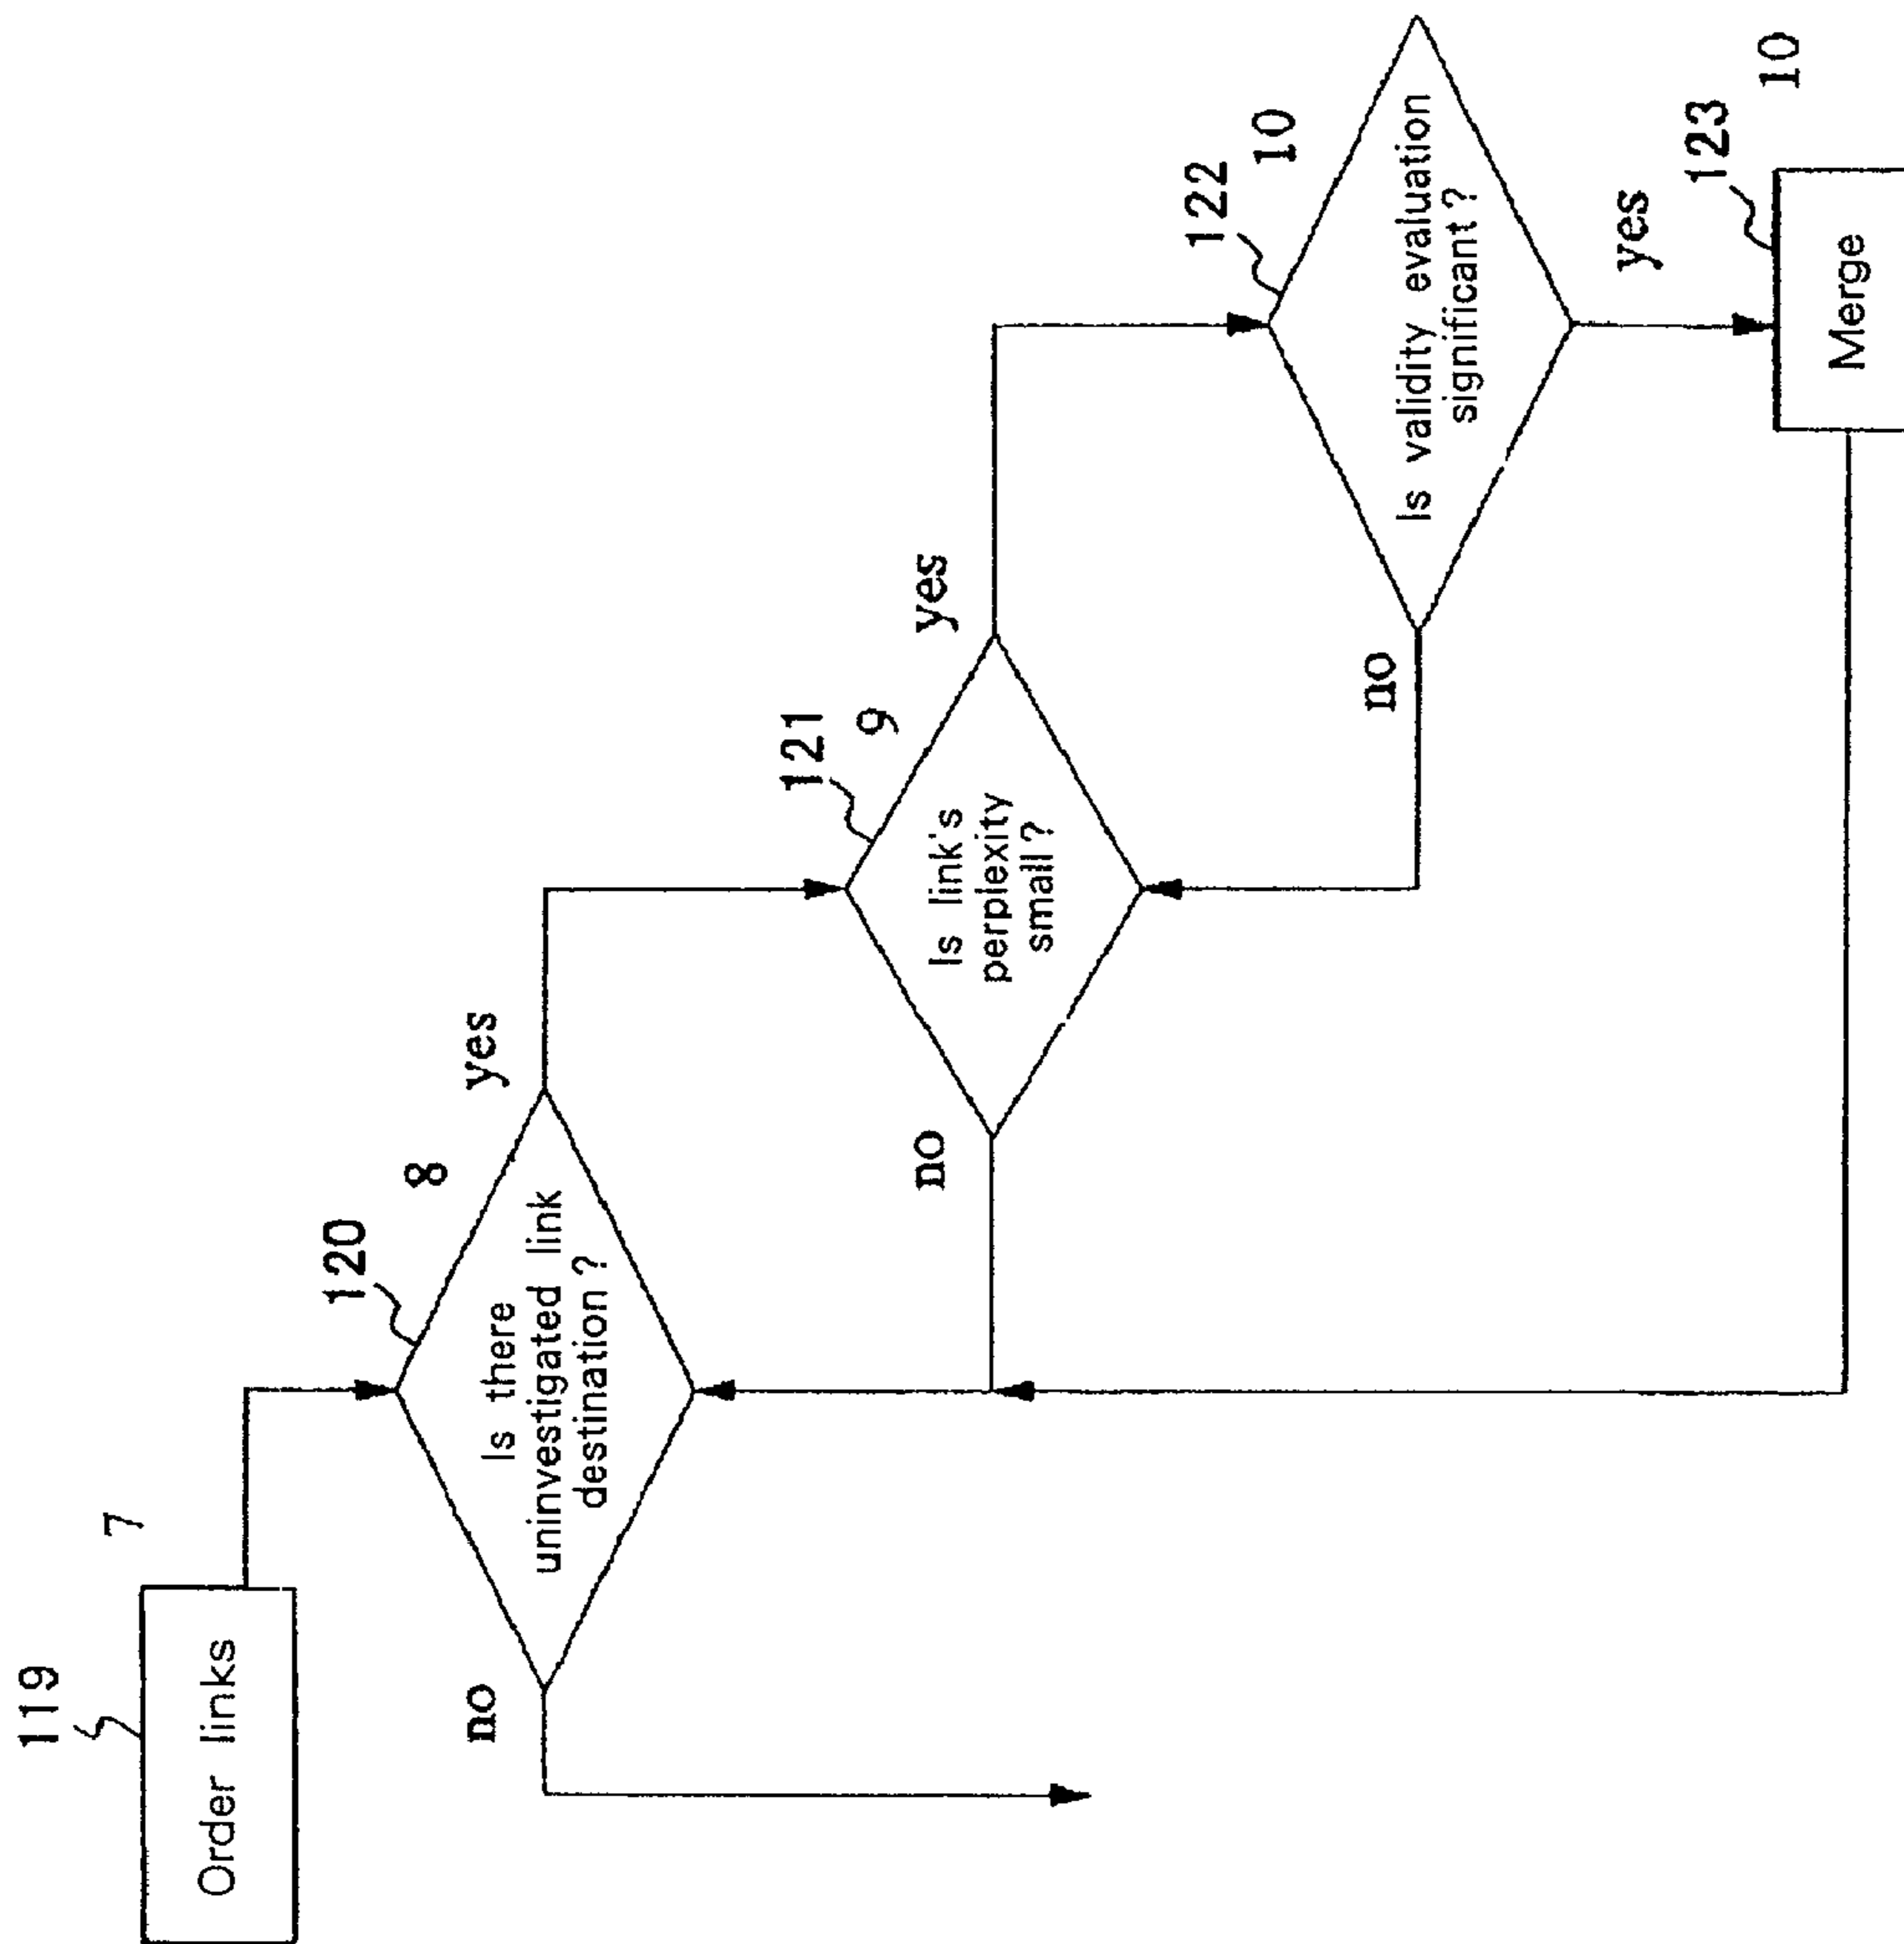 119
7
Order links
120
8
Is there
uninvestigated link
destination ?
yes
no
121
9
Is link's
perplexity
small ?
yes
no
122
10
Is validity evaluation
significant ?
no
yes
123
10
Merge